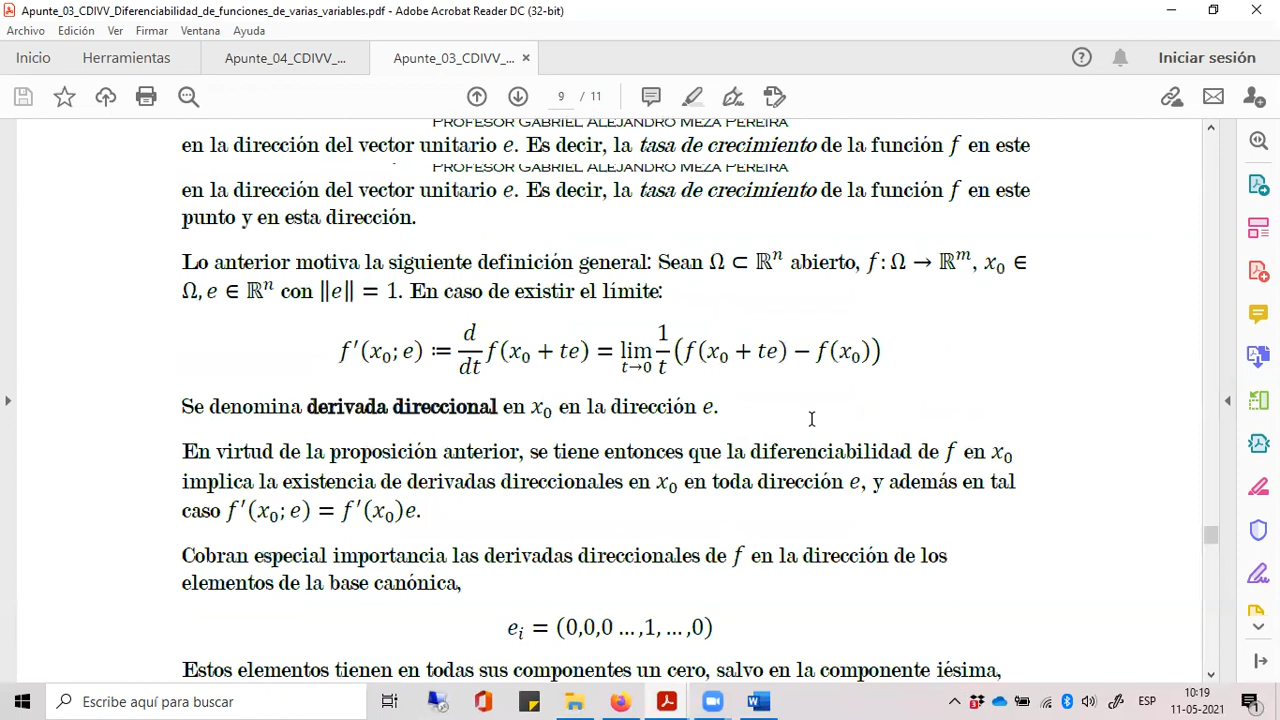 Apunte_03_CDIVV_Diferenciabilidad_de_funciones_de_varias_variables.pdf - Adobe Acrobat Reader DC (32-bit)
Archivo Edición Ver Firmar Ventana Ayuda
Inicio Herramientas Apunte_04_CDIVV_... Apunte_03_CDIVV_... × Iniciar sesión
9 / 11
PROFESOR GABRIEL ALEJANDRO MEZA PEREIRA
en la dirección del vector unitario e. Es decir, la tasa de crecimiento de la función f en este
PROFESOR GABRIEL ALEJANDRO MEZA PEREIRA
en la dirección del vector unitario e. Es decir, la tasa de crecimiento de la función f en este
punto y en esta dirección.
Lo anterior motiva la siguiente definición general: Sean Ω ⊂ ℝⁿ abierto, f: Ω → ℝᵐ, x₀ ∈
Ω, e ∈ ℝⁿ con ‖e‖ = 1. En caso de existir el límite:
f′(x₀; e) ≔ d/dt f(x₀ + te) = lim t→0 1/t (f(x₀ + te) − f(x₀))
Se denomina derivada direccional en x₀ en la dirección e.
En virtud de la proposición anterior, se tiene entonces que la diferenciabilidad de f en x₀
implica la existencia de derivadas direccionales en x₀ en toda dirección e, y además en tal
caso f′(x₀; e) = f′(x₀)e.
Cobran especial importancia las derivadas direccionales de f en la dirección de los
elementos de la base canónica,
eᵢ = (0,0,0 …,1, …,0)
Estos elementos tienen en todas sus componentes un cero, salvo en la componente iésima,
Escribe aquí para buscar
ESP
10:19
11-05-2021